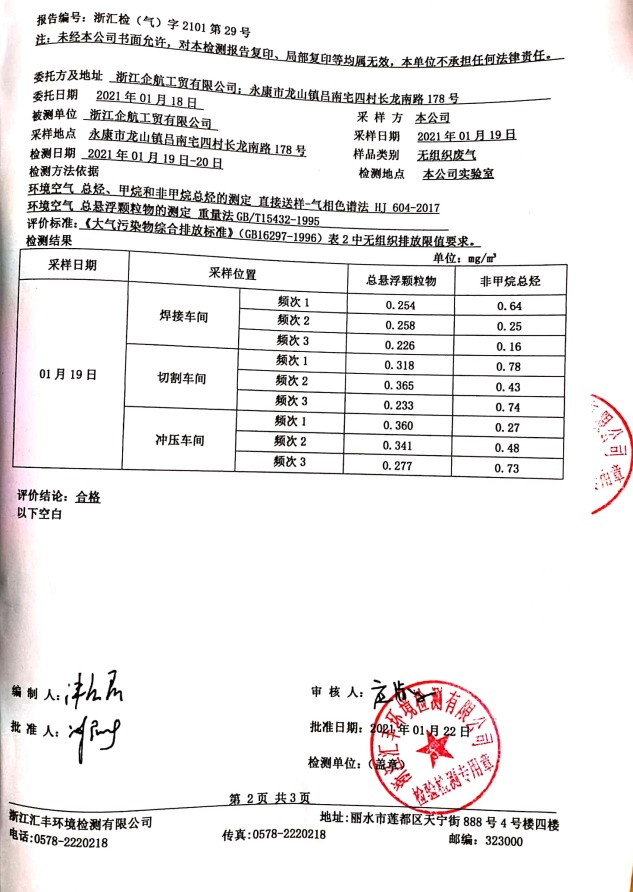 报告编号：浙汇检（气）字 2101 第 29 号
注：未经本公司书面允许，对本检测报告复印、局部复印等均属无效，本单位不承担任何法律责任。
委托方及地址 浙江企航工贸有限公司；永康市龙山镇吕南宅四村长龙南路 178 号
委托日期 2021 年 01 月 18 日 采 样 方 本公司
被测单位 浙江企航工贸有限公司 采样日期 2021 年 01 月 19 日
采样地点 永康市龙山镇吕南宅四村长龙南路 178 号 样品类别 无组织废气
检测日期 2021 年 01 月 19 日-20 日 检测地点 本公司实验室
检测方法依据
环境空气 总烃、甲烷和非甲烷总烃的测定 直接送样-气相色谱法 HJ 604-2017
环境空气 总悬浮颗粒物的测定 重量法 GB/T15432-1995
评价标准：《大气污染物综合排放标准》（GB16297-1996）表 2 中无组织排放限值要求。
检测结果 单位：mg/m³
采样日期 采样位置 总悬浮颗粒物 非甲烷总烃
01 月 19 日 焊接车间 频次 1 0.254 0.64
频次 2 0.258 0.25
频次 3 0.226 0.16
切割车间 频次 1 0.318 0.78
频次 2 0.365 0.43
频次 3 0.233 0.74
冲压车间 频次 1 0.360 0.27
频次 2 0.341 0.48
频次 3 0.277 0.73
评价结论：合格
以下空白
编 制 人： 审 核 人：
批 准 人： 批准日期：2021 年 01 月 22 日
检测单位：（盖章）
浙江汇丰环境检测有限公司
检验检测专用章
限公司
专用章
第 2 页 共 3 页
浙江汇丰环境检测有限公司 地址：丽水市莲都区天宁街 888 号 4 号楼四楼
电话:0578-2220218 传真:0578-2220218 邮编：323000